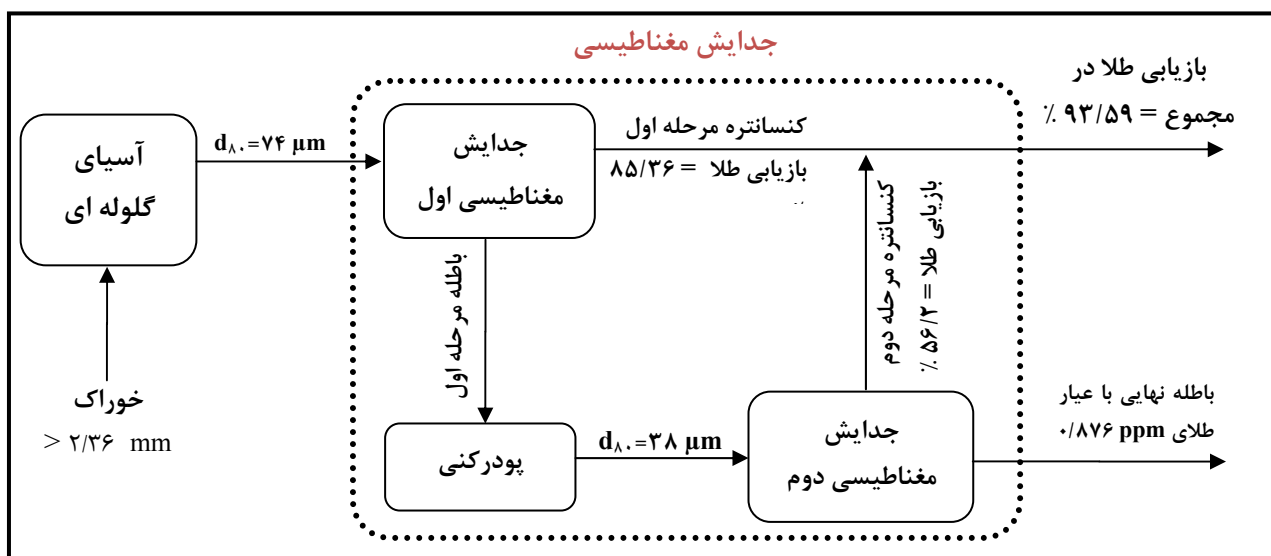 جدایش مغناطیسی
آسیای
گلوله ای
d₈₀=۷۴ µm
خوراک
> ۲/۳۶ mm
جدایش
مغناطیسی اول
کنسانتره مرحله اول
بازیابی طلا = ۸۵/۳۶
بازیابی طلا در
مجموع = ۹۳/۵۹ ٪
باطله مرحله اول
پودرکنی
d₈₀=۳۸ µm
جدایش
مغناطیسی دوم
کنسانتره مرحله دوم
بازیابی طلا = ۵۶/۲ ٪
باطله نهایی با عیار
طلای ۰/۸۷۶ ppm